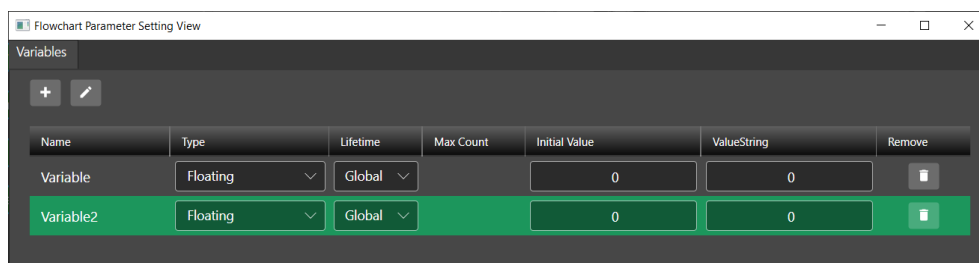 Flowchart Parameter Setting View
Variables
Name Type Lifetime Max Count Initial Value ValueString Remove
Variable Floating Global 0 0
Variable2 Floating Global 0 0